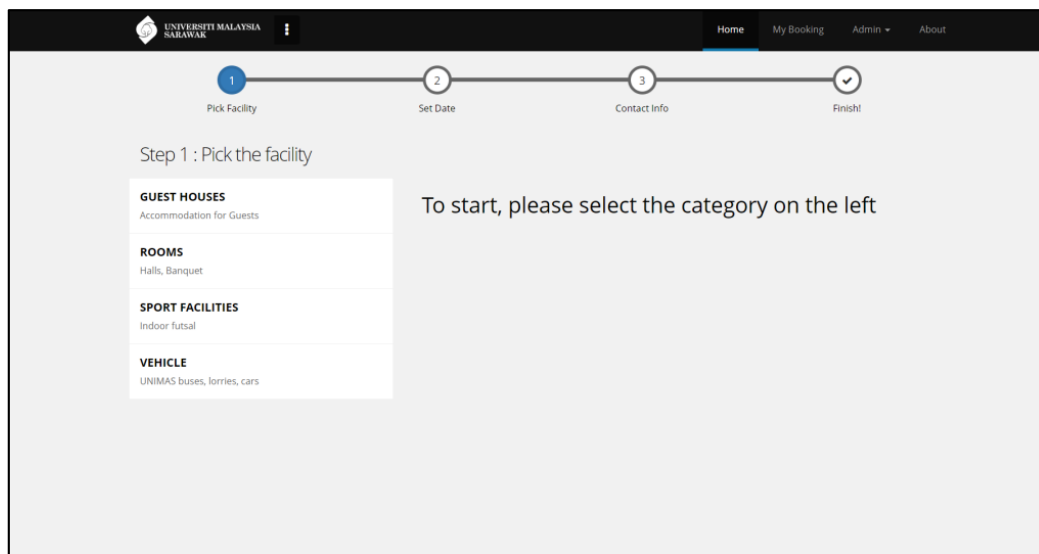 UNIVERSITI MALAYSIA
SARAWAK
Home
My Booking
Admin
About
1
2
3
Pick Facility
Set Date
Contact Info
Finish!
Step 1 : Pick the facility
GUEST HOUSES
Accommodation for Guests
To start, please select the category on the left
ROOMS
Halls, Banquet
SPORT FACILITIES
Indoor futsal
VEHICLE
UNIMAS buses, lorries, cars